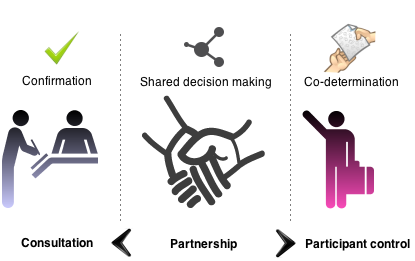 Confirmation
Shared decision making
Co-determination
Consultation
Partnership
Participant control